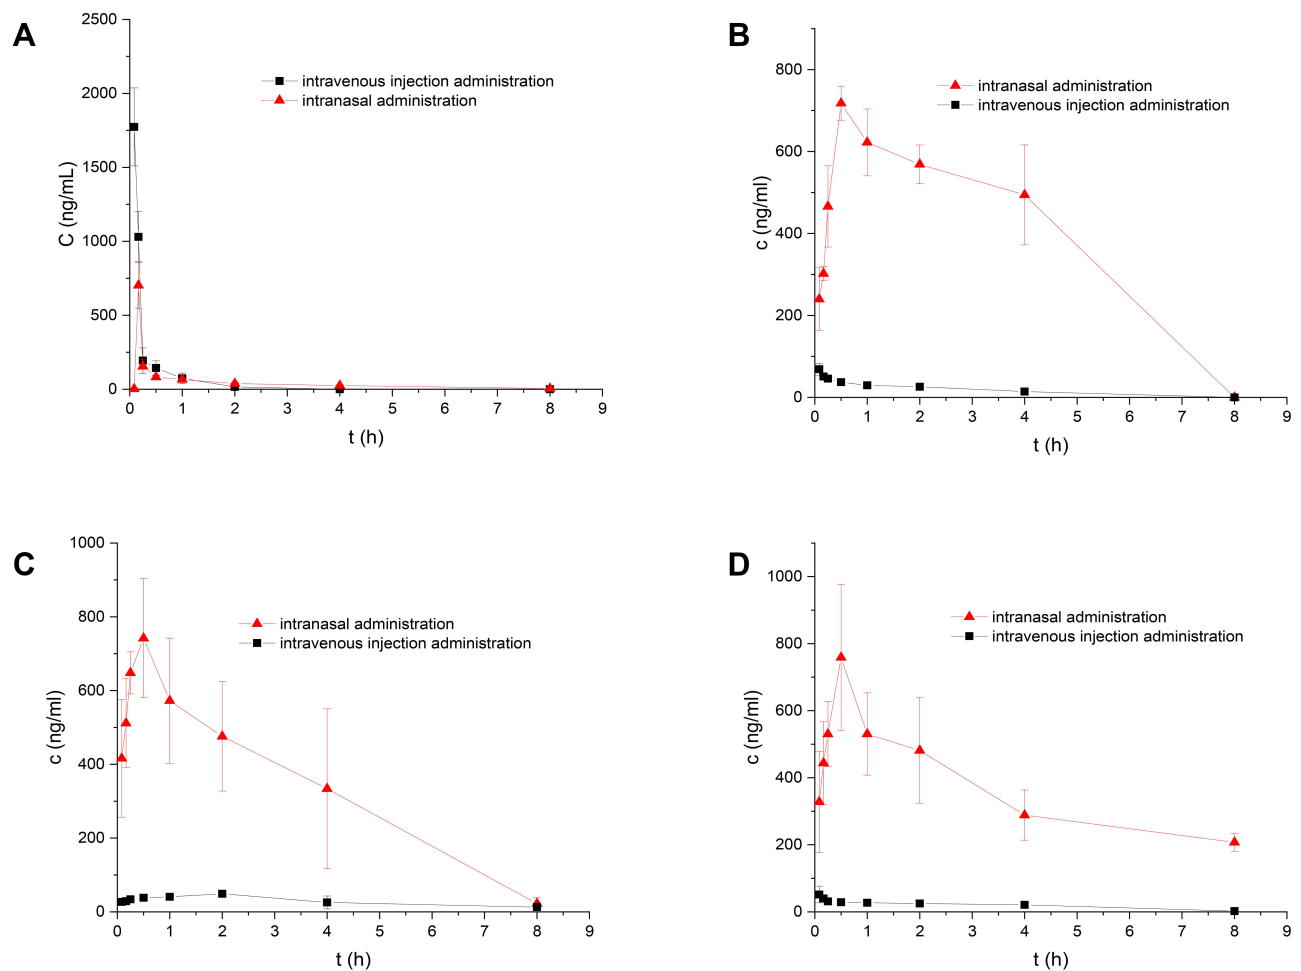 A
2500
2000
1500
1000
500
0
C (ng/mL)
intravenous injection administration
intranasal administration
0 1 2 3 4 5 6 7 8 9
t (h)
B
800
600
400
200
0
c (ng/ml)
intranasal administration
intravenous injection administration
0 1 2 3 4 5 6 7 8 9
t (h)
C
1000
800
600
400
200
0
c (ng/ml)
intranasal administration
intravenous injection administration
0 1 2 3 4 5 6 7 8 9
t (h)
D
1000
800
600
400
200
0
c (ng/ml)
intranasal administration
intravenous injection administration
0 1 2 3 4 5 6 7 8 9
t (h)